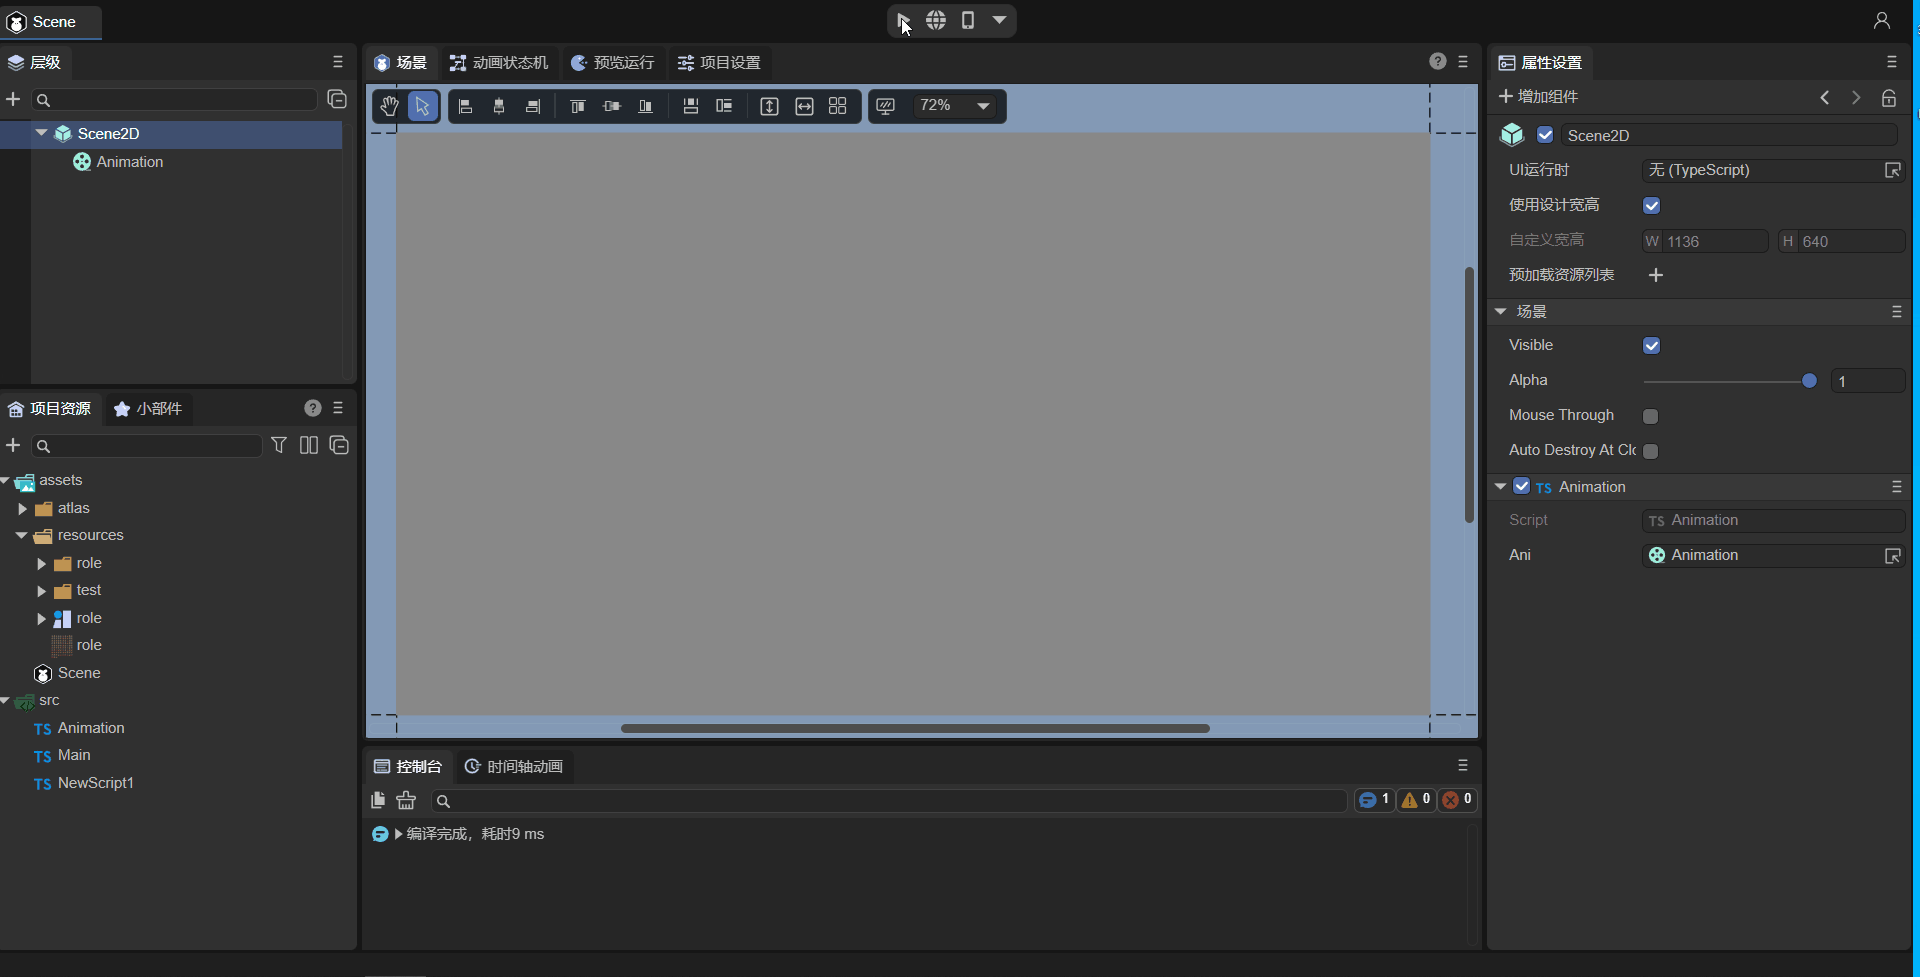 Scene
层级
Scene2D
Animation
项目资源
小部件
assets
atlas
resources
role
test
role
role
Scene
src
TS Animation
TS Main
TS NewScript1
场景
动画状态机
预览运行
项目设置
72%
控制台
时间轴动画
1
0
0
编译完成，耗时9 ms
属性设置
增加组件
Scene2D
UI运行时 无 (TypeScript)
使用设计宽高
自定义宽高 W 1136 H 640
预加载资源列表
场景
Visible
Alpha 1
Mouse Through
Auto Destroy At Clo
TS Animation
Script TS Animation
Ani Animation